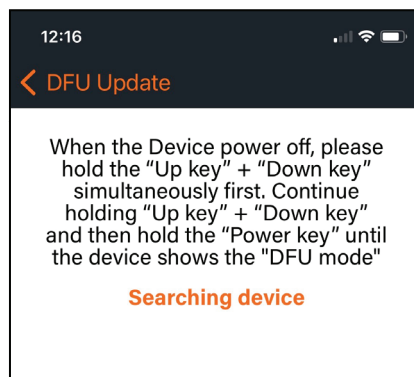 12:16
DFU Update
When the Device power off, please
hold the “Up key” + “Down key”
simultaneously first. Continue
holding “Up key” + “Down key”
and then hold the “Power key” until
the device shows the "DFU mode"
Searching device